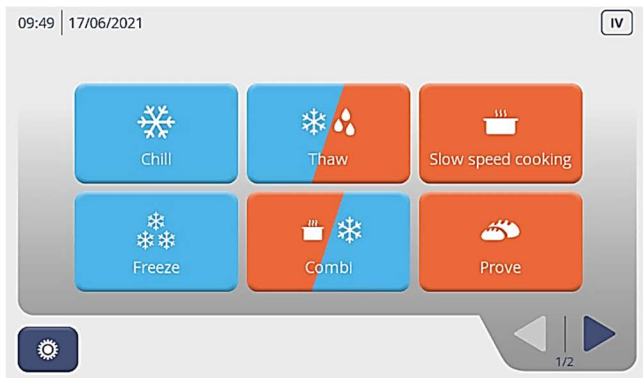 09:49 17/06/2021
IV
Chill
Thaw
Slow speed cooking
Freeze
Combi
Prove
1/2